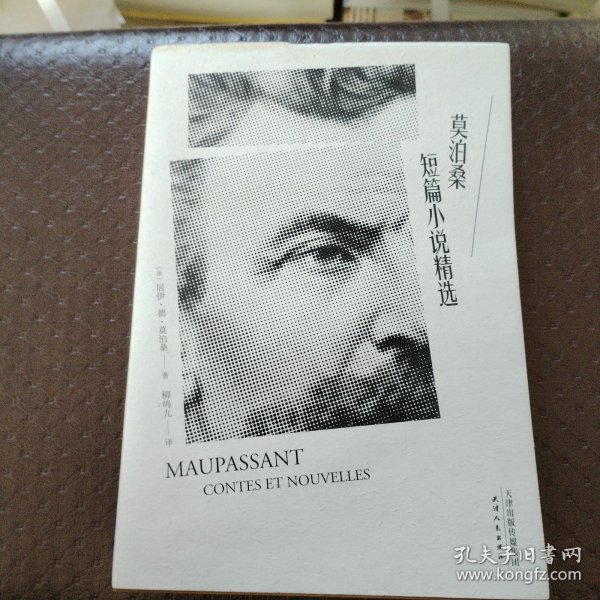 莫泊桑
短篇小说精选
居伊·德·莫泊桑——著
柳鸣九——译
MAUPASSANT
CONTES ET NOUVELLES
天津出版传媒集团
天津人民出版社
孔夫子旧书网
www.kongfz.com